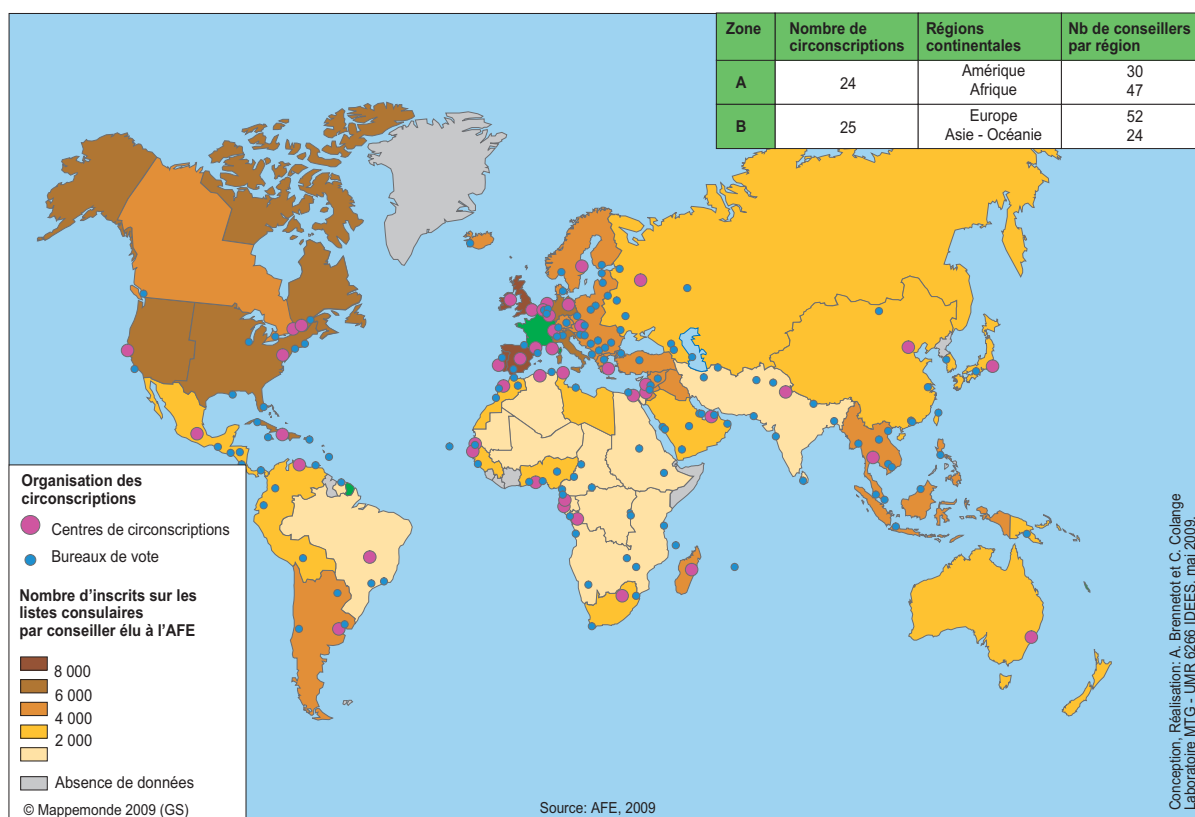 Zone
Nombre de
circonscriptions
Régions
continentales
Nb de conseillers
par région
A
24
Amérique
Afrique
30
47
B
25
Europe
Asie - Océanie
52
24
Organisation des
circonscriptions
Centres de circonscriptions
Bureaux de vote
Nombre d'inscrits sur les
listes consulaires
par conseiller élu à l'AFE
8 000
6 000
4 000
2 000
Absence de données
© Mappemonde 2009 (GS)
Source: AFE, 2009
Conception, Réalisation: A. Brennetot et C. Colange
Laboratoire MTG - UMR 6266 IDEES, mai 2009.